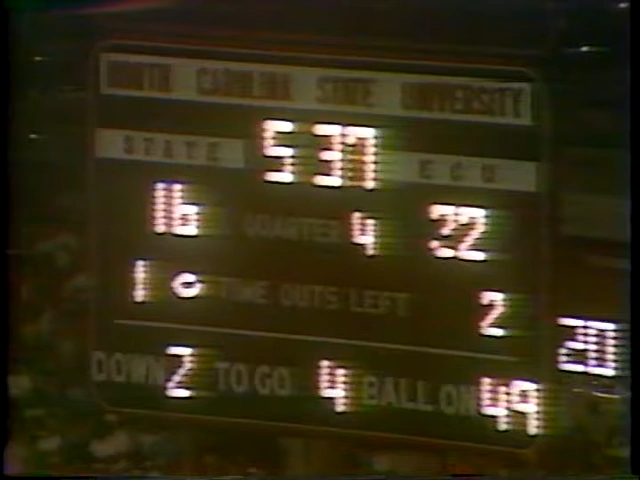 NORTH CAROLINA STATE UNIVERSITY
STATE 5 37 ECU
16 QUARTER 4 22
1 TIME OUTS LEFT 2
20
DOWN 2 TO GO 4 BALL ON 49